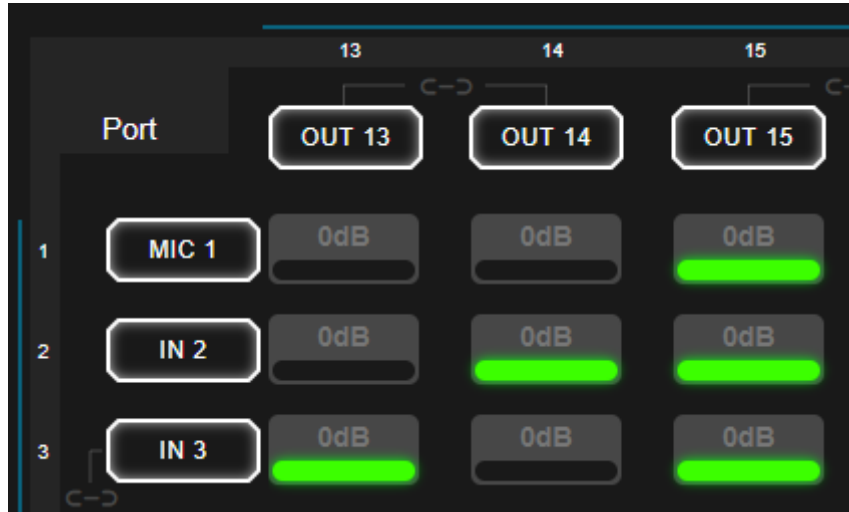 13 14 15
OUT 13 OUT 14 OUT 15
Port
1 MIC 1 0dB 0dB 0dB
2 IN 2 0dB 0dB 0dB
3 IN 3 0dB 0dB 0dB